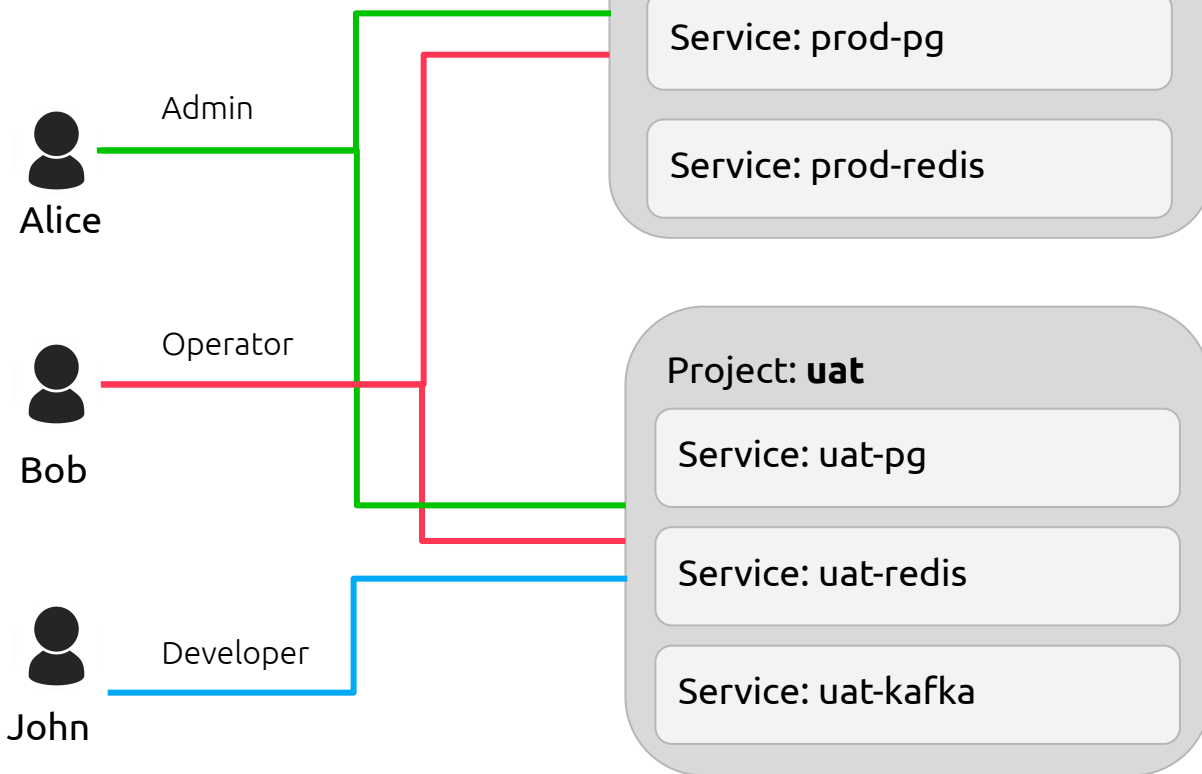 Service: prod-pg
Admin
Service: prod-redis
Alice
Operator
Project: uat
Service: uat-pg
Bob
Service: uat-redis
Developer
Service: uat-kafka
John